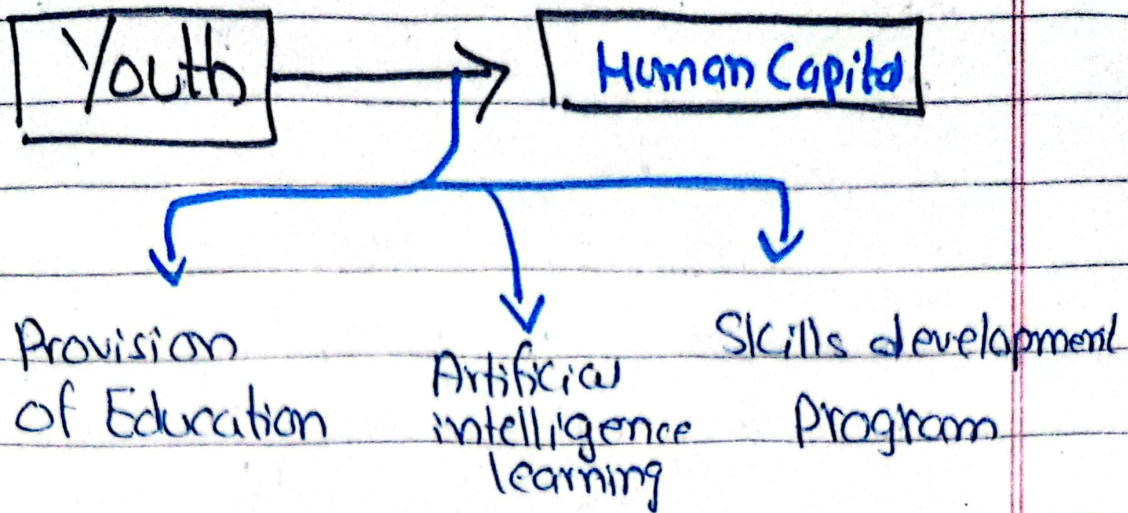 Youth
Human Capital
Provision
of Education
Artificial
intelligence
learning
Skills development
Program